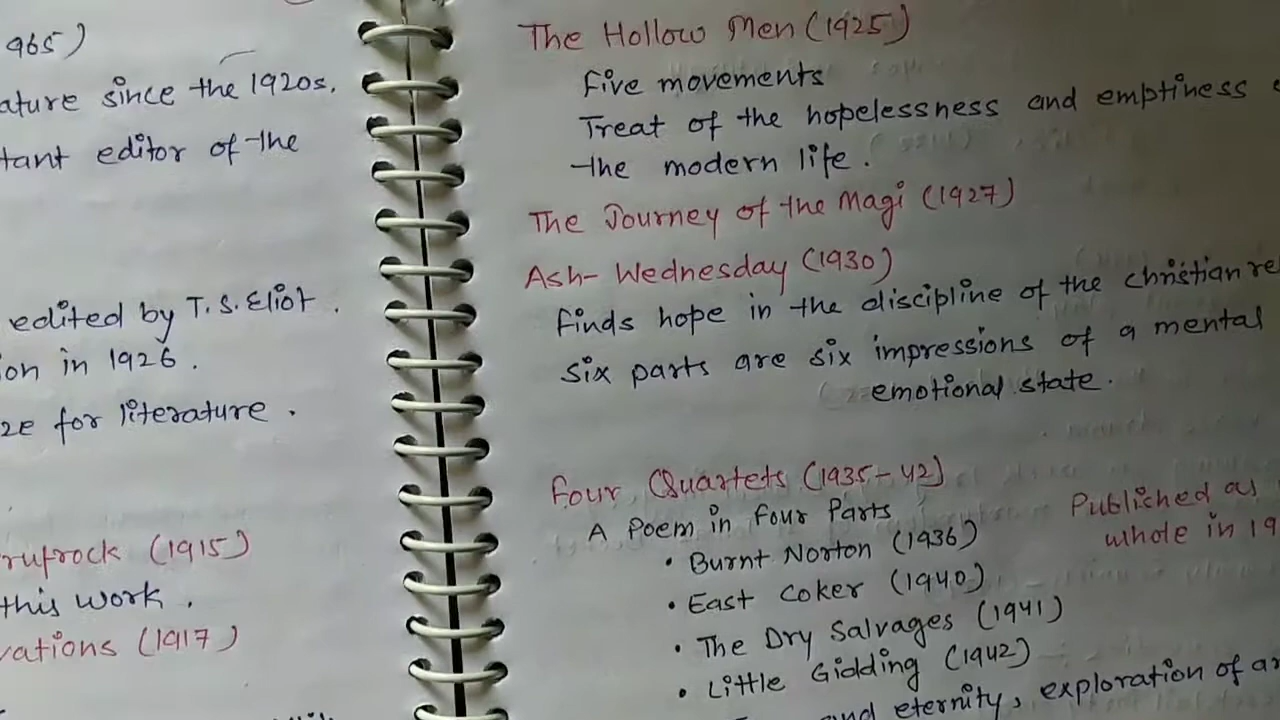 965)
ature since the 1920s.
tant editor of the
edited by T. S. Eliot.
ion in 1926.
ze for literature.
rufrock (1915)
this work.
vations (1917)
The Hollow Men (1925)
Five movements
Treat of the hopelessness and emptiness
the modern life.
The Journey of the Magi (1927)
Ash-Wednesday (1930)
Finds hope in the discipline of the christian re
Six parts are six impressions of a mental
emotional state.
Four Quartets (1935-42)
A Poem in Four Parts
Published as
whole in 19
• Burnt Norton (1936)
• East Coker (1940)
• The Dry Salvages (1941)
• Little Gidding (1942)
and eternity, exploration of